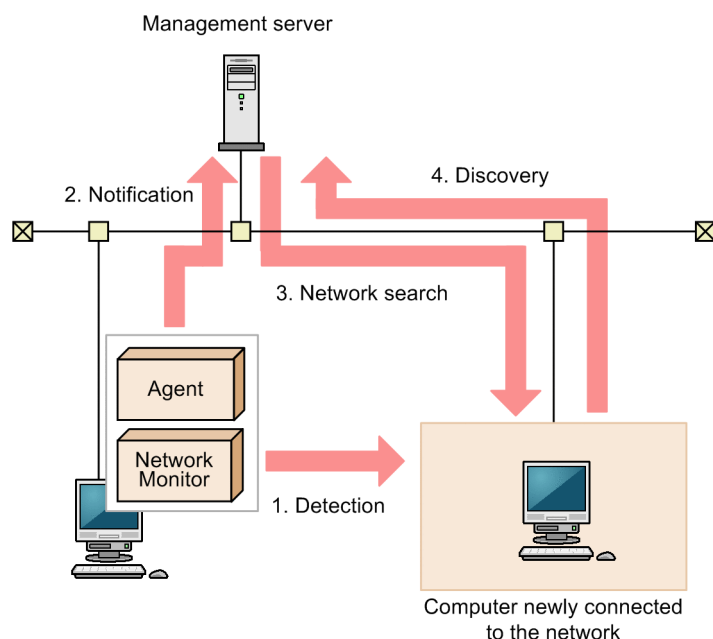 Management server
2. Notification
4. Discovery
3. Network search
Agent
Network
Monitor
1. Detection
Computer newly connected
to the network